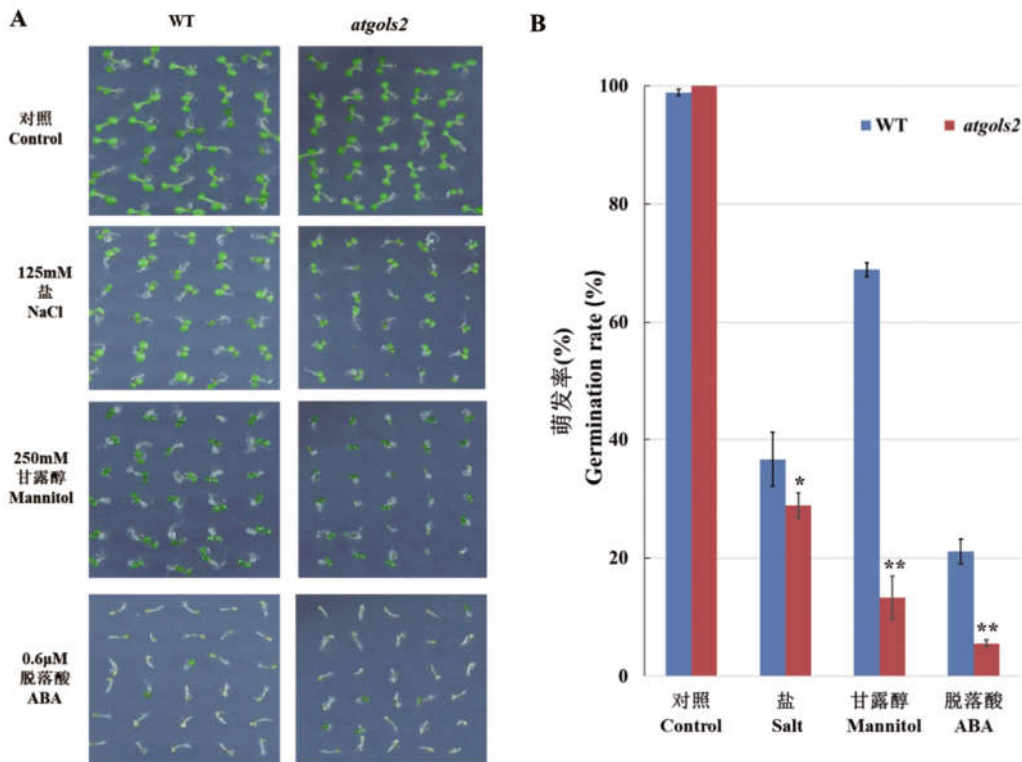 A
WT
atgols2
对照
Control
125mM
盐
NaCl
250mM
甘露醇
Mannitol
0.6μM
脱落酸
ABA
B
萌发率(%)
Germination rate (%)
100
80
60
40
20
0
WT
atgols2
*
**
**
对照
Control
盐
Salt
甘露醇
Mannitol
脱落酸
ABA